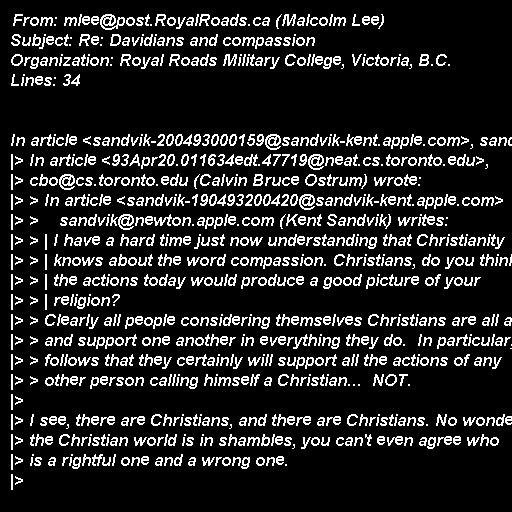 From: mlee@post.RoyalRoads.ca (Malcolm Lee)
Subject: Re: Davidians and compassion
Organization: Royal Roads Military College, Victoria, B.C.
Lines: 34
In article <sandvik-200493000159@sandvik-kent.apple.com>, sand
|> In article <93Apr20.011634edt.47719@neat.cs.toronto.edu>,
|> cbo@cs.toronto.edu (Calvin Bruce Ostrum) wrote:
|> > In article <sandvik-190493200420@sandvik-kent.apple.com>
|> >    sandvik@newton.apple.com (Kent Sandvik) writes:
|> > | I have a hard time just now understanding that Christianity
|> > | knows about the word compassion. Christians, do you think
|> > | the actions today would produce a good picture of your
|> > | religion?
|> > Clearly all people considering themselves Christians are all a
|> > and support one another in everything they do.  In particular,
|> > follows that they certainly will support all the actions of any
|> > other person calling himself a Christian...  NOT.
|>
|> I see, there are Christians, and there are Christians. No wonde
|> the Christian world is in shambles, you can't even agree who
|> is a rightful one and a wrong one.
|>